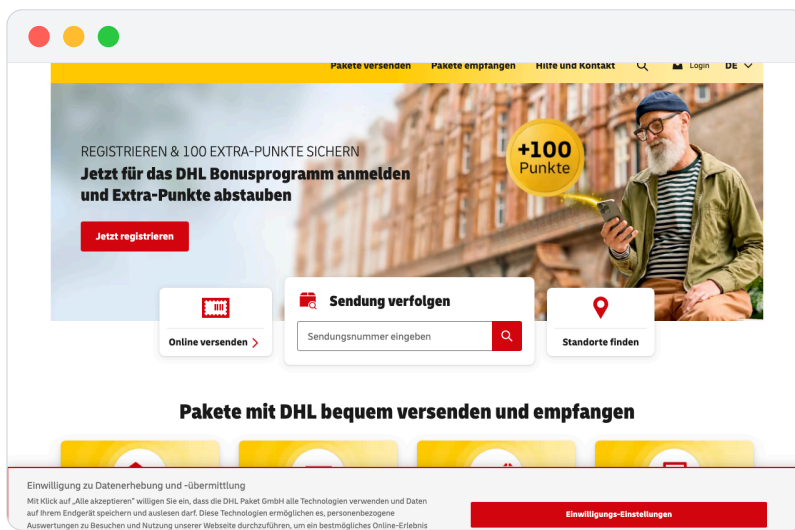 Pakete versenden Pakete empfangen Hilfe und Kontakt Login DE
REGISTRIEREN & 100 EXTRA-PUNKTE SICHERN
Jetzt für das DHL Bonusprogramm anmelden
und Extra-Punkte abstauben
+100
Punkte
Jetzt registrieren
Sendung verfolgen
Sendungsnummer eingeben
Online versenden
Standorte finden
Pakete mit DHL bequem versenden und empfangen
Einwilligung zu Datenerhebung und -übermittlung
Mit Klick auf „Alle akzeptieren” willigen Sie ein, dass die DHL Paket GmbH alle Technologien verwenden und Daten
auf Ihrem Endgerät speichern und auslesen darf. Diese Technologien ermöglichen es, personenbezogene
Auswertungen zu Besuchen und Nutzung unserer Webseite durchzuführen, um ein bestmögliches Online-Erlebnis
Einwilligungs-Einstellungen